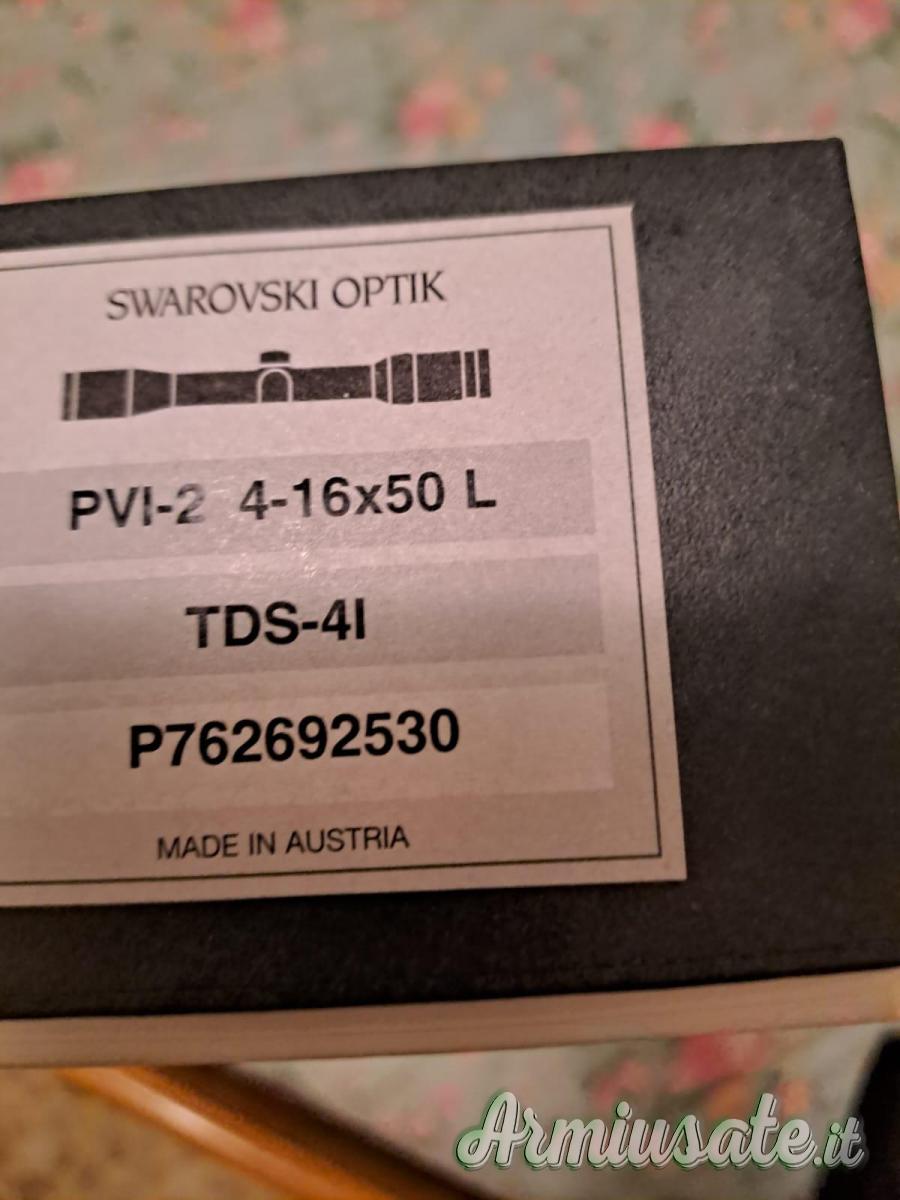 SWAROVSKI OPTIK
PVI-2 4-16x50 L
TDS-4I
P762692530
MADE IN AUSTRIA
Armiusate.it